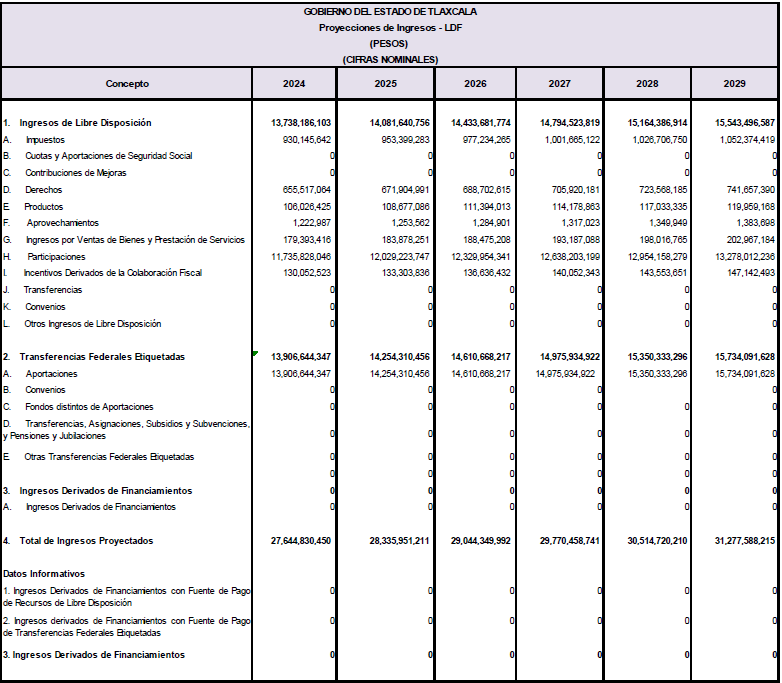 GOBIERNO DEL ESTADO DE TLAXCALA
Proyecciones de Ingresos - LDF
(PESOS)
(CIFRAS NOMINALES)
Concepto 2024 2025 2026 2027 2028 2029
1. Ingresos de Libre Disposición 13,738,186,103 14,081,640,756 14,433,681,774 14,794,523,819 15,164,386,914 15,543,496,587
A. Impuestos 930,145,642 953,399,283 977,234,265 1,001,665,122 1,026,706,750 1,052,374,419
B. Cuotas y Aportaciones de Seguridad Social 0 0 0 0 0 0
C. Contribuciones de Mejoras 0 0 0 0 0 0
D. Derechos 655,517,064 671,904,991 688,702,615 705,920,181 723,568,185 741,657,390
E Productos 106,026,425 108,677,086 111,394,013 114,178,863 117,033,335 119,959,168
F. Aprovechamientos 1,222,987 1,253,562 1,284,901 1,317,023 1,349,949 1,383,698
G. Ingresos por Ventas de Bienes y Prestación de Servicios 179,393,416 183,878,251 188,475,208 193,187,088 198,016,765 202,967,184
H. Participaciones 11,735,828,046 12,029,223,747 12,329,954,341 12,638,203,199 12,954,158,279 13,278,012,236
I. Incentivos Derivados de la Colaboración Fiscal 130,052,523 133,303,836 136,636,432 140,052,343 143,553,651 147,142,493
J. Transferencias 0 0 0 0 0 0
K. Convenios 0 0 0 0 0 0
L. Otros Ingresos de Libre Disposición 0 0 0 0 0 0
2. Transferencias Federales Etiquetadas 13,906,644,347 14,254,310,456 14,610,668,217 14,975,934,922 15,350,333,296 15,734,091,628
A. Aportaciones 13,906,644,347 14,254,310,456 14,610,668,217 14,975,934,922 15,350,333,296 15,734,091,628
B. Convenios 0 0 0 0 0
C. Fondos distintos de Aportaciones 0 0 0 0 0 0
D. Transferencias, Asignaciones, Subsidios y Subvenciones,
y Pensiones y Jubilaciones 0 0 0 0 0 0
E Otras Transferencias Federales Etiquetadas 0 0 0 0 0 0
0 0 0 0 0 0
3. Ingresos Derivados de Financiamientos 0 0 0 0 0 0
A. Ingresos Derivados de Financiamientos 0 0 0 0 0 0
4. Total de Ingresos Proyectados 27,644,830,450 28,335,951,211 29,044,349,992 29,770,458,741 30,514,720,210 31,277,588,215
Datos Informativos
1. Ingresos Derivados de Financiamientos con Fuente de Pago 0 0 0 0 0 0
de Recursos de Libre Disposición
2. Ingresos derivados de Financiamientos con Fuente de Pago 0 0 0 0 0 0
de Transferencias Federales Etiquetadas
3. Ingresos Derivados de Financiamientos 0 0 0 0 0 0